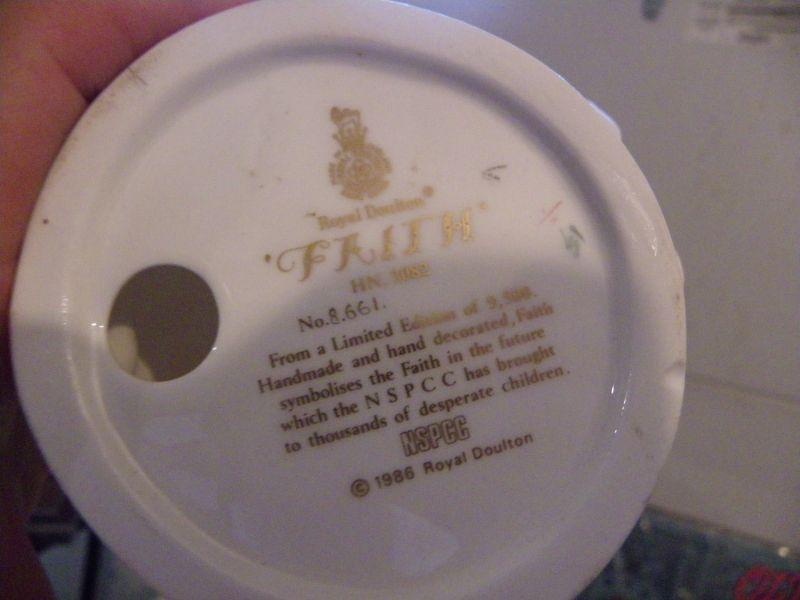 Royal Doulton®
'FAITH'
HN. 3082
No. 8.661.
From a Limited Edition of 9,500.
Handmade and hand decorated, Faith
symbolises the Faith in the future
which the N S P C C has brought
to thousands of desperate children.
NSPCC
© 1986 Royal Doulton